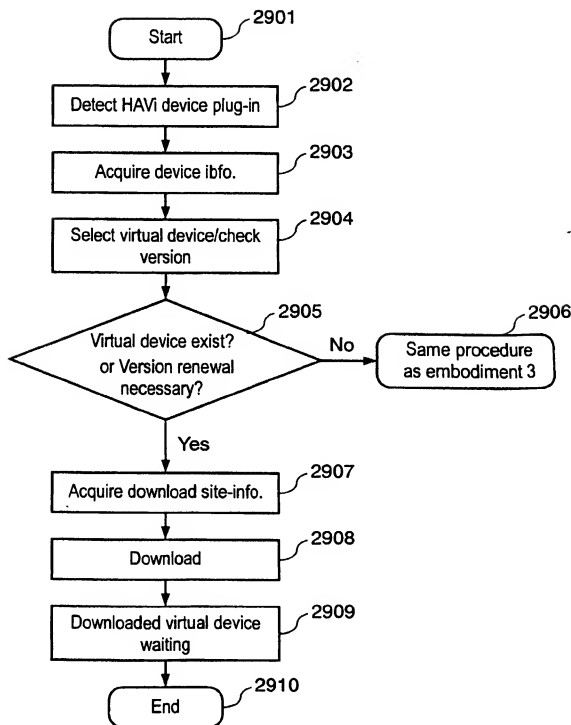 Start
2901
Detect HAVi device plug-in
2902
Acquire device ibfo.
2903
Select virtual device/check
version
2904
Virtual device exist?
or Version renewal
necessary?
2905
No
Same procedure
as embodiment 3
2906
Yes
Acquire download site-info.
2907
Download
2908
Downloaded virtual device
waiting
2909
End
2910